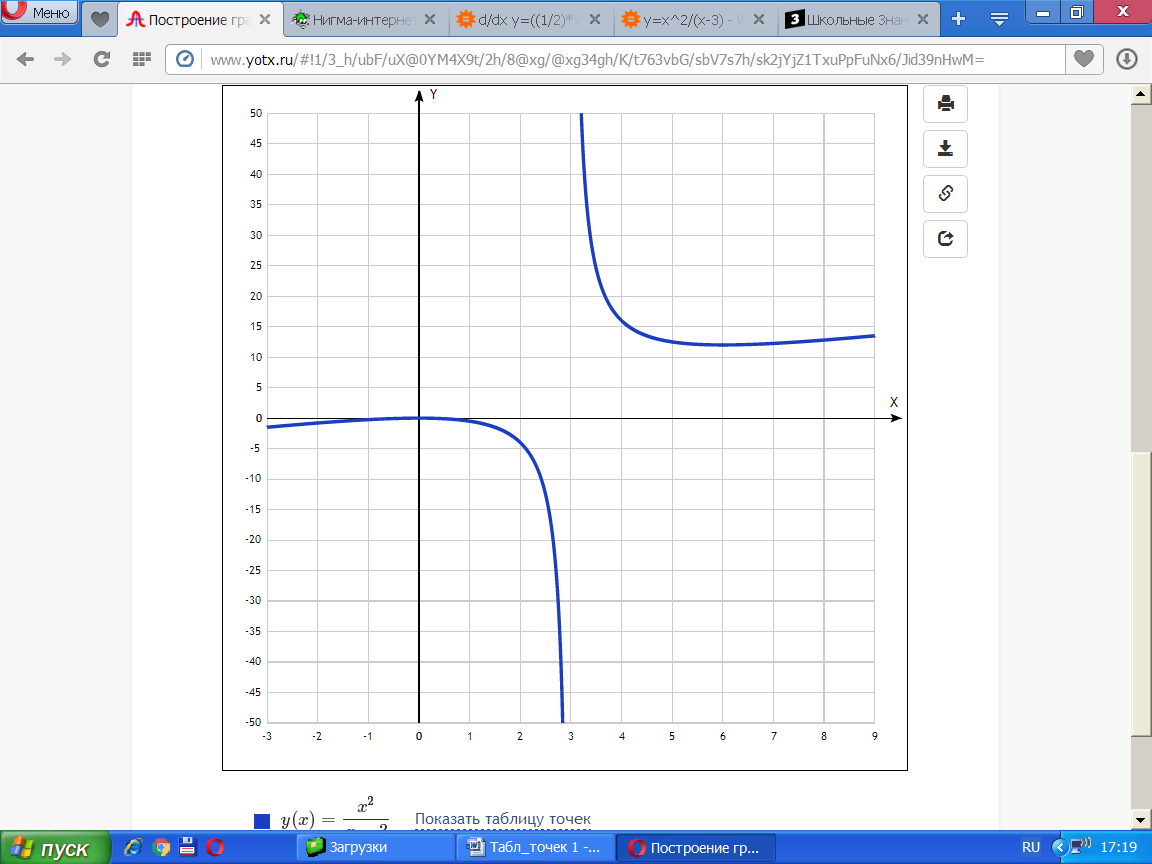 Меню
Построение гра
Нигма-интернет
d/dx y=((1/2)*x
y=x^2/(x-3) - W
Школьные Знан
www.yotx.ru/#!1/3_h/ubF/uX@0YM4X9t/2h/8@xg/@xg34gh/K/t763vbG/sbV7s7h/sk2jYjZ1TxuPpFuNx6/Jid39nHwM=
Y
50
45
40
35
30
25
20
15
10
5
X
0
-5
-10
-15
-20
-25
-30
-35
-40
-45
-50
-3 -2 -1 0 1 2 3 4 5 6 7 8 9
y(x) = x²
Показать таблицу точек
пуск
Загрузки
Табл_точек 1 -...
Построение гр...
RU
17:19